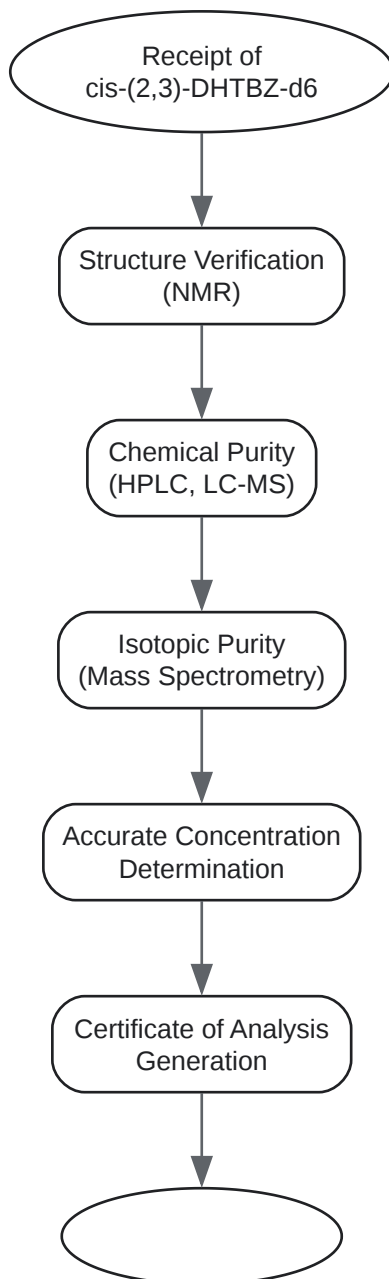 Receipt of
cis-(2,3)-DHTBZ-d6
Structure Verification
(NMR)
Chemical Purity
(HPLC, LC-MS)
Isotopic Purity
(Mass Spectrometry)
Accurate Concentration
Determination
Certificate of Analysis
Generation